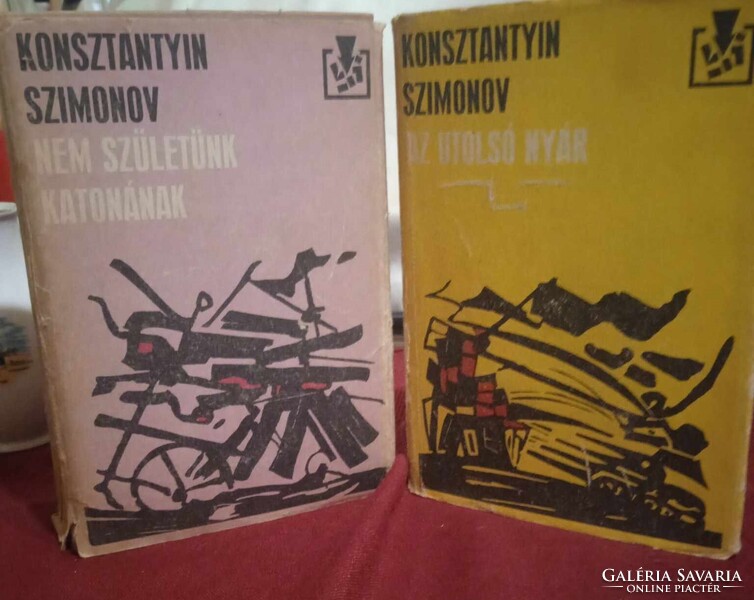 KONSZTANTYIN
SZIMONOV
NEM SZÜLETÜNK
KATONÁNAK
KONSZTANTYIN
SZIMONOV
AZ UTOLSÓ NYÁR
GALÉRIA SAVARIA
ONLINE PIACTÉR